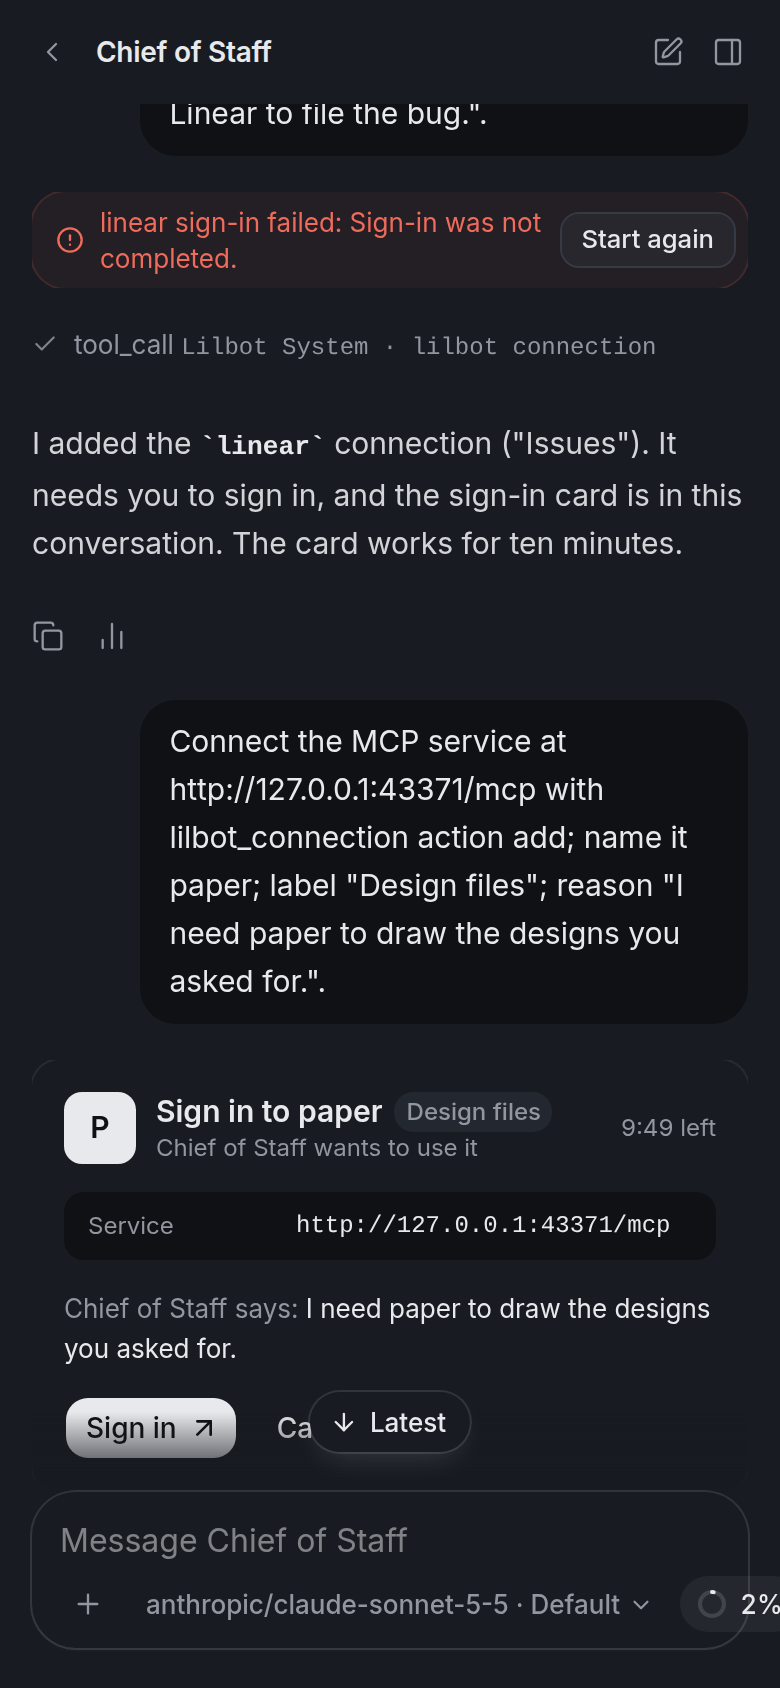 Chief of Staff
Linear to file the bug.".
linear sign-in failed: Sign-in was not
completed.
Start again
tool_call Lilbot System · lilbot connection
I added the `linear` connection ("Issues"). It
needs you to sign in, and the sign-in card is in this
conversation. The card works for ten minutes.
Connect the MCP service at
http://127.0.0.1:43371/mcp with
lilbot_connection action add; name it
paper; label "Design files"; reason "I
need paper to draw the designs you
asked for.".
P
Sign in to paper Design files
Chief of Staff wants to use it
9:49 left
Service http://127.0.0.1:43371/mcp
Chief of Staff says: I need paper to draw the designs
you asked for.
Sign in
Latest
Message Chief of Staff
anthropic/claude-sonnet-5-5 · Default
2%